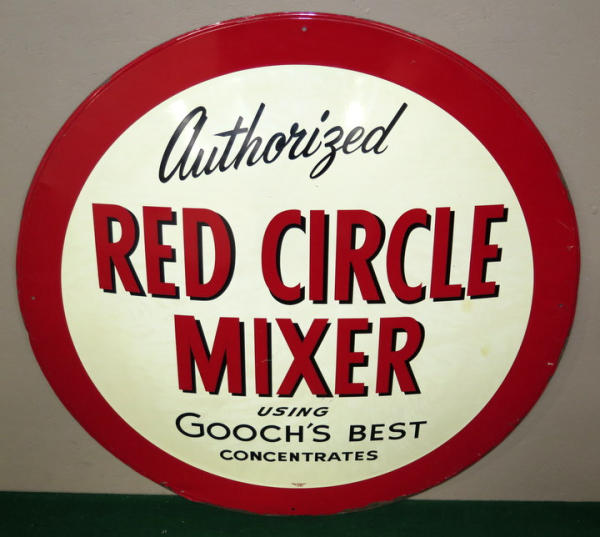 Authorized
RED CIRCLE
MIXER
USING
GOOCH'S BEST
CONCENTRATES